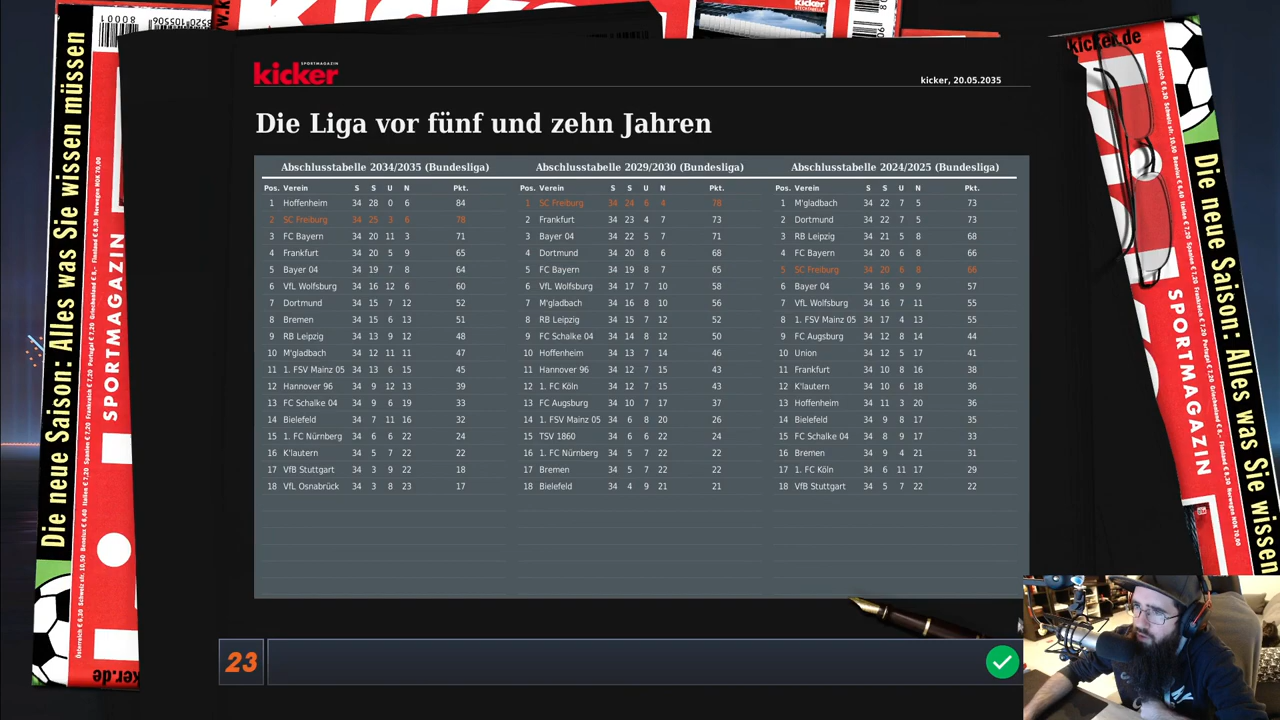 kicker
SPORTMAGAZIN
kicker, 20.05.2035
Die Liga vor fünf und zehn Jahren
Abschlusstabelle 2034/2035 (Bundesliga)
Pos. Verein S S U N Pkt.
1 Hoffenheim 34 28 0 6 84
2 SC Freiburg 34 25 3 6 78
3 FC Bayern 34 20 11 3 71
4 Frankfurt 34 20 5 9 65
5 Bayer 04 34 19 7 8 64
6 VfL Wolfsburg 34 16 12 6 60
7 Dortmund 34 15 7 12 52
8 Bremen 34 15 6 13 51
9 RB Leipzig 34 13 9 12 48
10 M'gladbach 34 12 11 11 47
11 1. FSV Mainz 05 34 13 6 15 45
12 Hannover 96 34 9 12 13 39
13 FC Schalke 04 34 9 6 19 33
14 Bielefeld 34 7 11 16 32
15 1. FC Nürnberg 34 6 6 22 24
16 K'lautern 34 5 7 22 22
17 VfB Stuttgart 34 3 9 22 18
18 VfL Osnabrück 34 3 8 23 17
Abschlusstabelle 2029/2030 (Bundesliga)
Pos. Verein S S U N Pkt.
1 SC Freiburg 34 24 6 4 78
2 Frankfurt 34 23 4 7 73
3 Bayer 04 34 22 5 7 71
4 Dortmund 34 20 8 6 68
5 FC Bayern 34 19 8 7 65
6 VfL Wolfsburg 34 17 7 10 58
7 M'gladbach 34 16 8 10 56
8 RB Leipzig 34 15 7 12 52
9 FC Schalke 04 34 14 8 12 50
10 Hoffenheim 34 13 7 14 46
11 Hannover 96 34 12 7 15 43
12 1. FC Köln 34 12 7 15 43
13 FC Augsburg 34 10 7 17 37
14 1. FSV Mainz 05 34 6 8 20 26
15 TSV 1860 34 6 6 22 24
16 1. FC Nürnberg 34 5 7 22 22
17 Bremen 34 5 7 22 22
18 Bielefeld 34 4 9 21 21
Abschlusstabelle 2024/2025 (Bundesliga)
Pos. Verein S S U N Pkt.
1 M'gladbach 34 22 7 5 73
2 Dortmund 34 22 7 5 73
3 RB Leipzig 34 21 5 8 68
4 FC Bayern 34 20 6 8 66
5 SC Freiburg 34 20 6 8 66
6 Bayer 04 34 16 9 9 57
7 VfL Wolfsburg 34 16 7 11 55
8 1. FSV Mainz 05 34 17 4 13 55
9 FC Augsburg 34 12 8 14 44
10 Union 34 12 5 17 41
11 Frankfurt 34 10 8 16 38
12 K'lautern 34 10 6 18 36
13 Hoffenheim 34 11 3 20 36
14 Bielefeld 34 9 8 17 35
15 FC Schalke 04 34 8 9 17 33
16 Bremen 34 9 4 21 31
17 1. FC Köln 34 6 11 17 29
18 VfB Stuttgart 34 5 7 22 22
23
Die neue Saison: Alles was Sie wissen müssen
SPORTMAGAZIN
kicker.de
SPORTMAGAZIN
Die neue Saison: Alles was Sie wissen